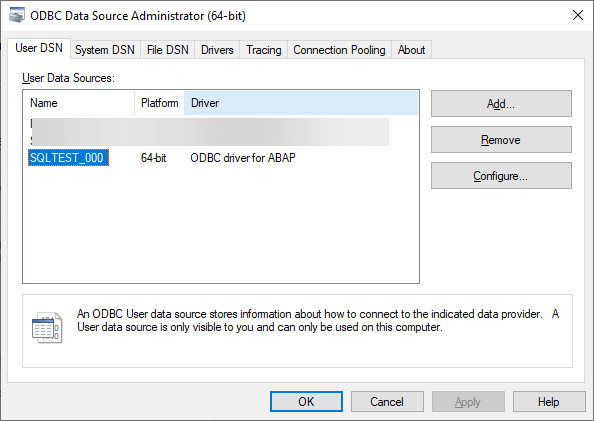 ODBC Data Source Administrator (64-bit)
User DSN System DSN File DSN Drivers Tracing Connection Pooling About
User Data Sources:
Name Platform Driver
SQLTEST_000 64-bit ODBC driver for ABAP
Add...
Remove
Configure...
An ODBC User data source stores information about how to connect to the indicated data provider. A
User data source is only visible to you and can only be used on this computer.
OK Cancel Apply Help